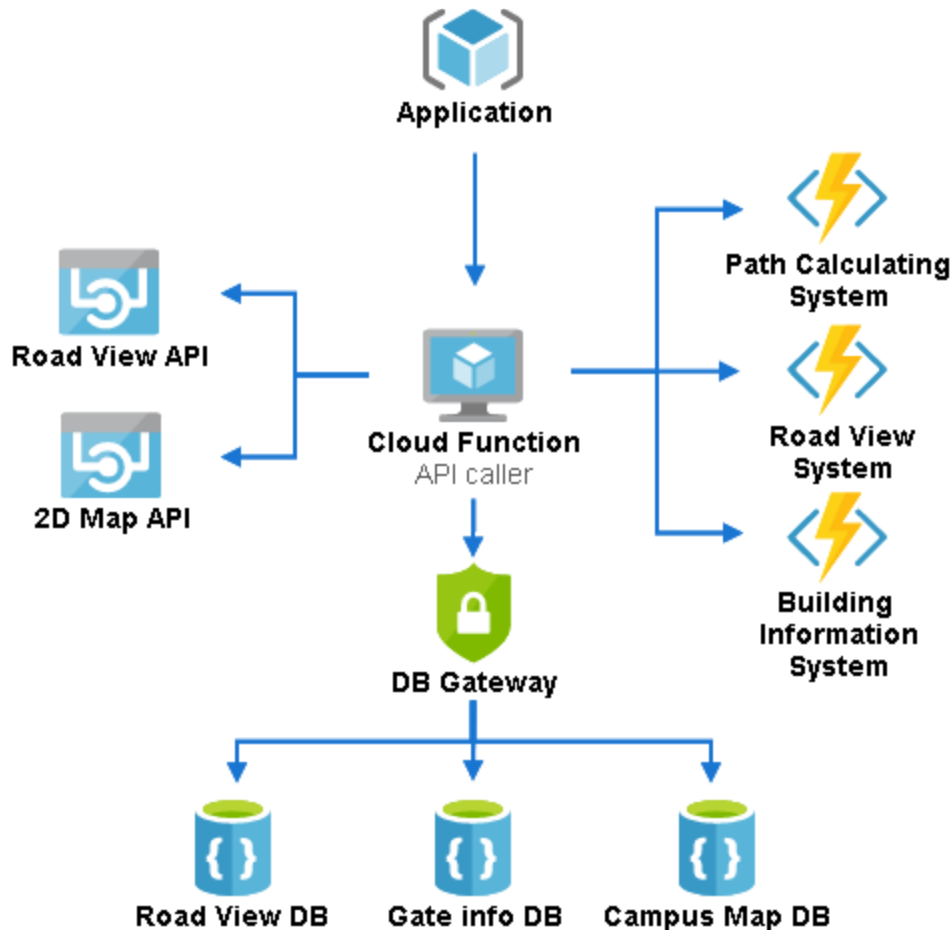 Application
Path Calculating
System
Road View API
Cloud Function
API caller
Road View
System
2D Map API
Building
Information
System
DB Gateway
{ }
{ }
{ }
Road View DB
Gate info DB
Campus Map DB